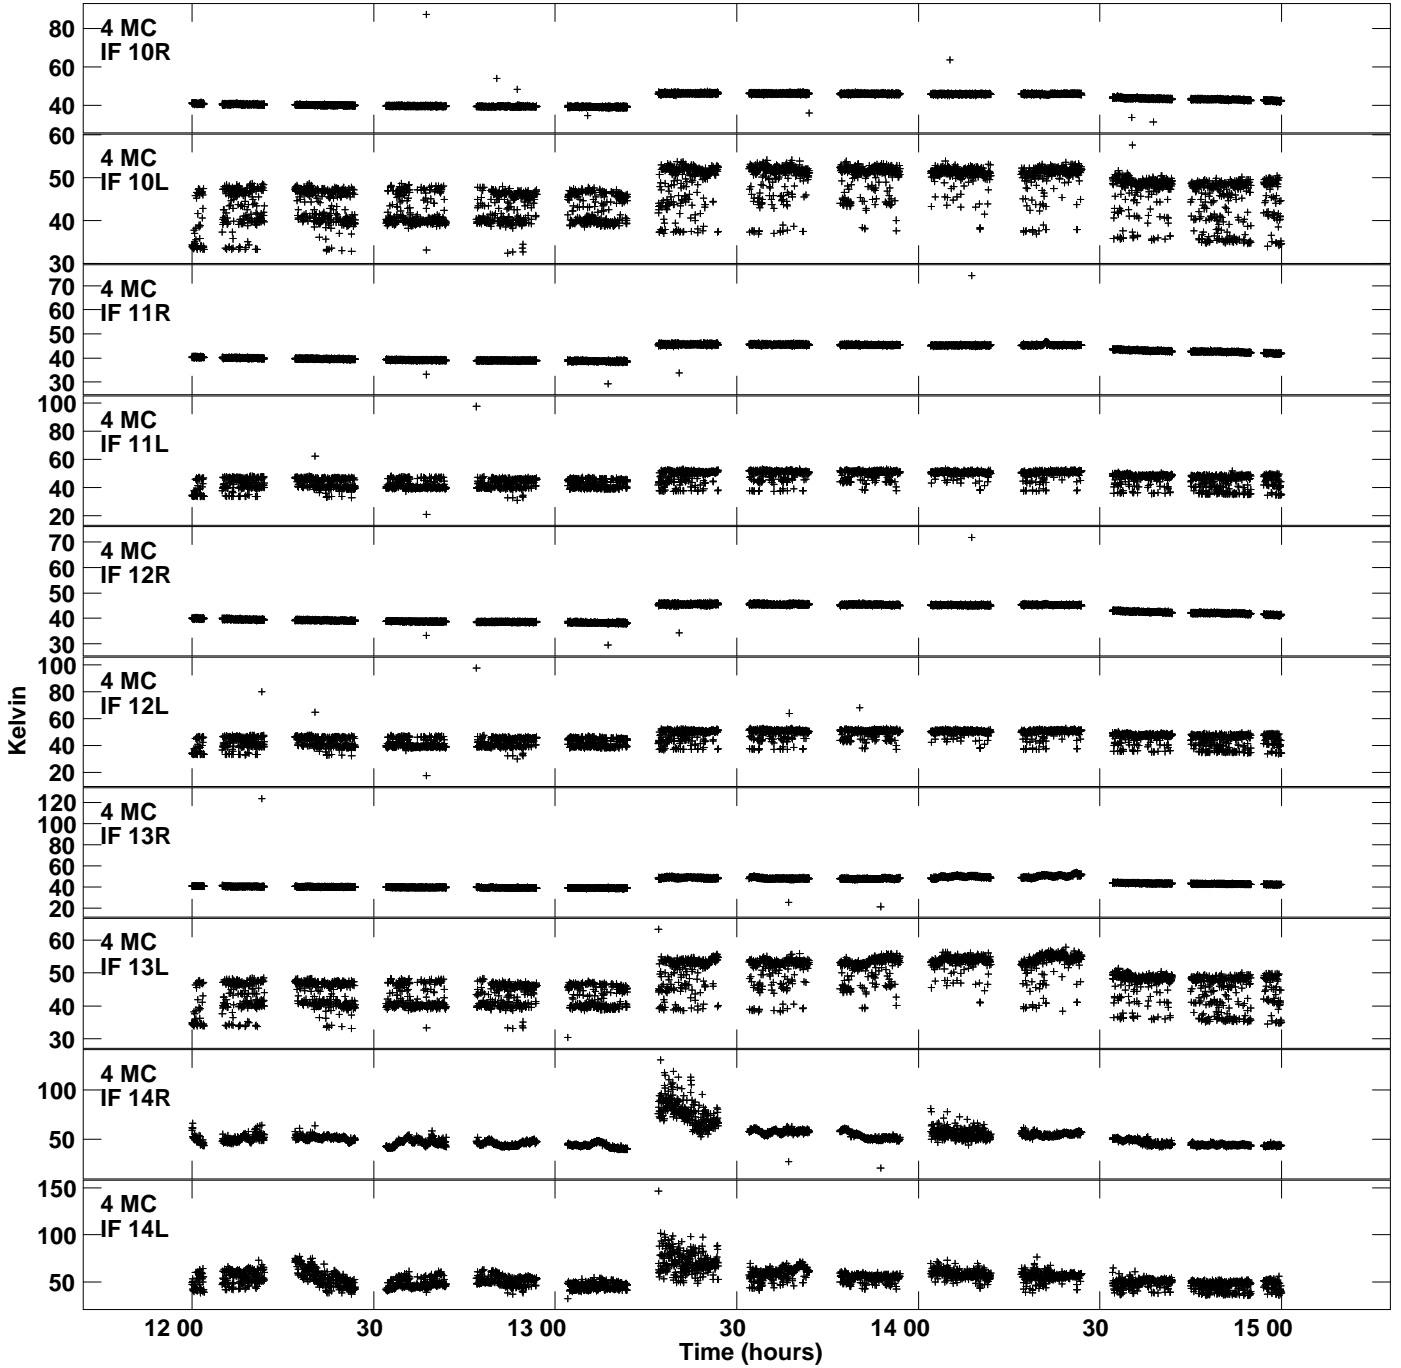 4 MC
IF 10R
80
60
40
4 MC
IF 10L
60
50
40
30
4 MC
IF 11R
70
60
50
40
30
4 MC
IF 11L
100
80
60
40
20
4 MC
IF 12R
70
60
50
40
30
4 MC
IF 12L
100
80
60
40
20
Kelvin
4 MC
IF 13R
120
100
80
60
40
20
4 MC
IF 13L
60
50
40
30
4 MC
IF 14R
100
50
4 MC
IF 14L
150
100
50
12 00 30 13 00 30 14 00 30 15 00
Time (hours)